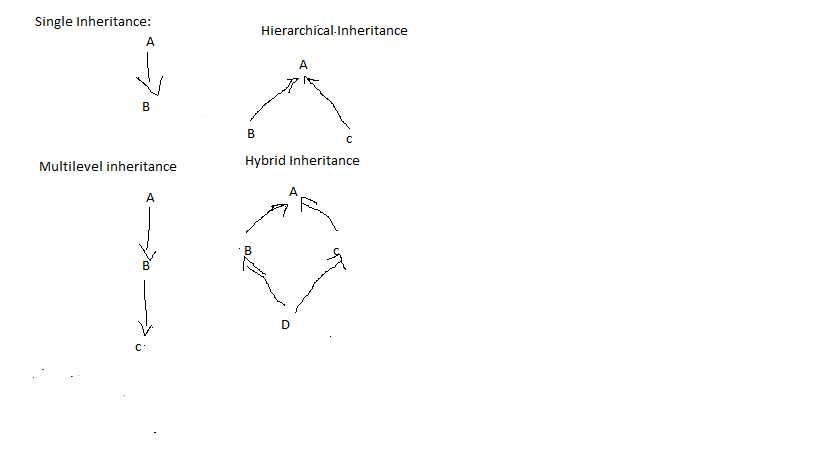 Single Inheritance:
A
B
Hierarchical Inheritance
A
B
C
Multilevel inheritance
A
B
C
Hybrid Inheritance
A
B
C
D